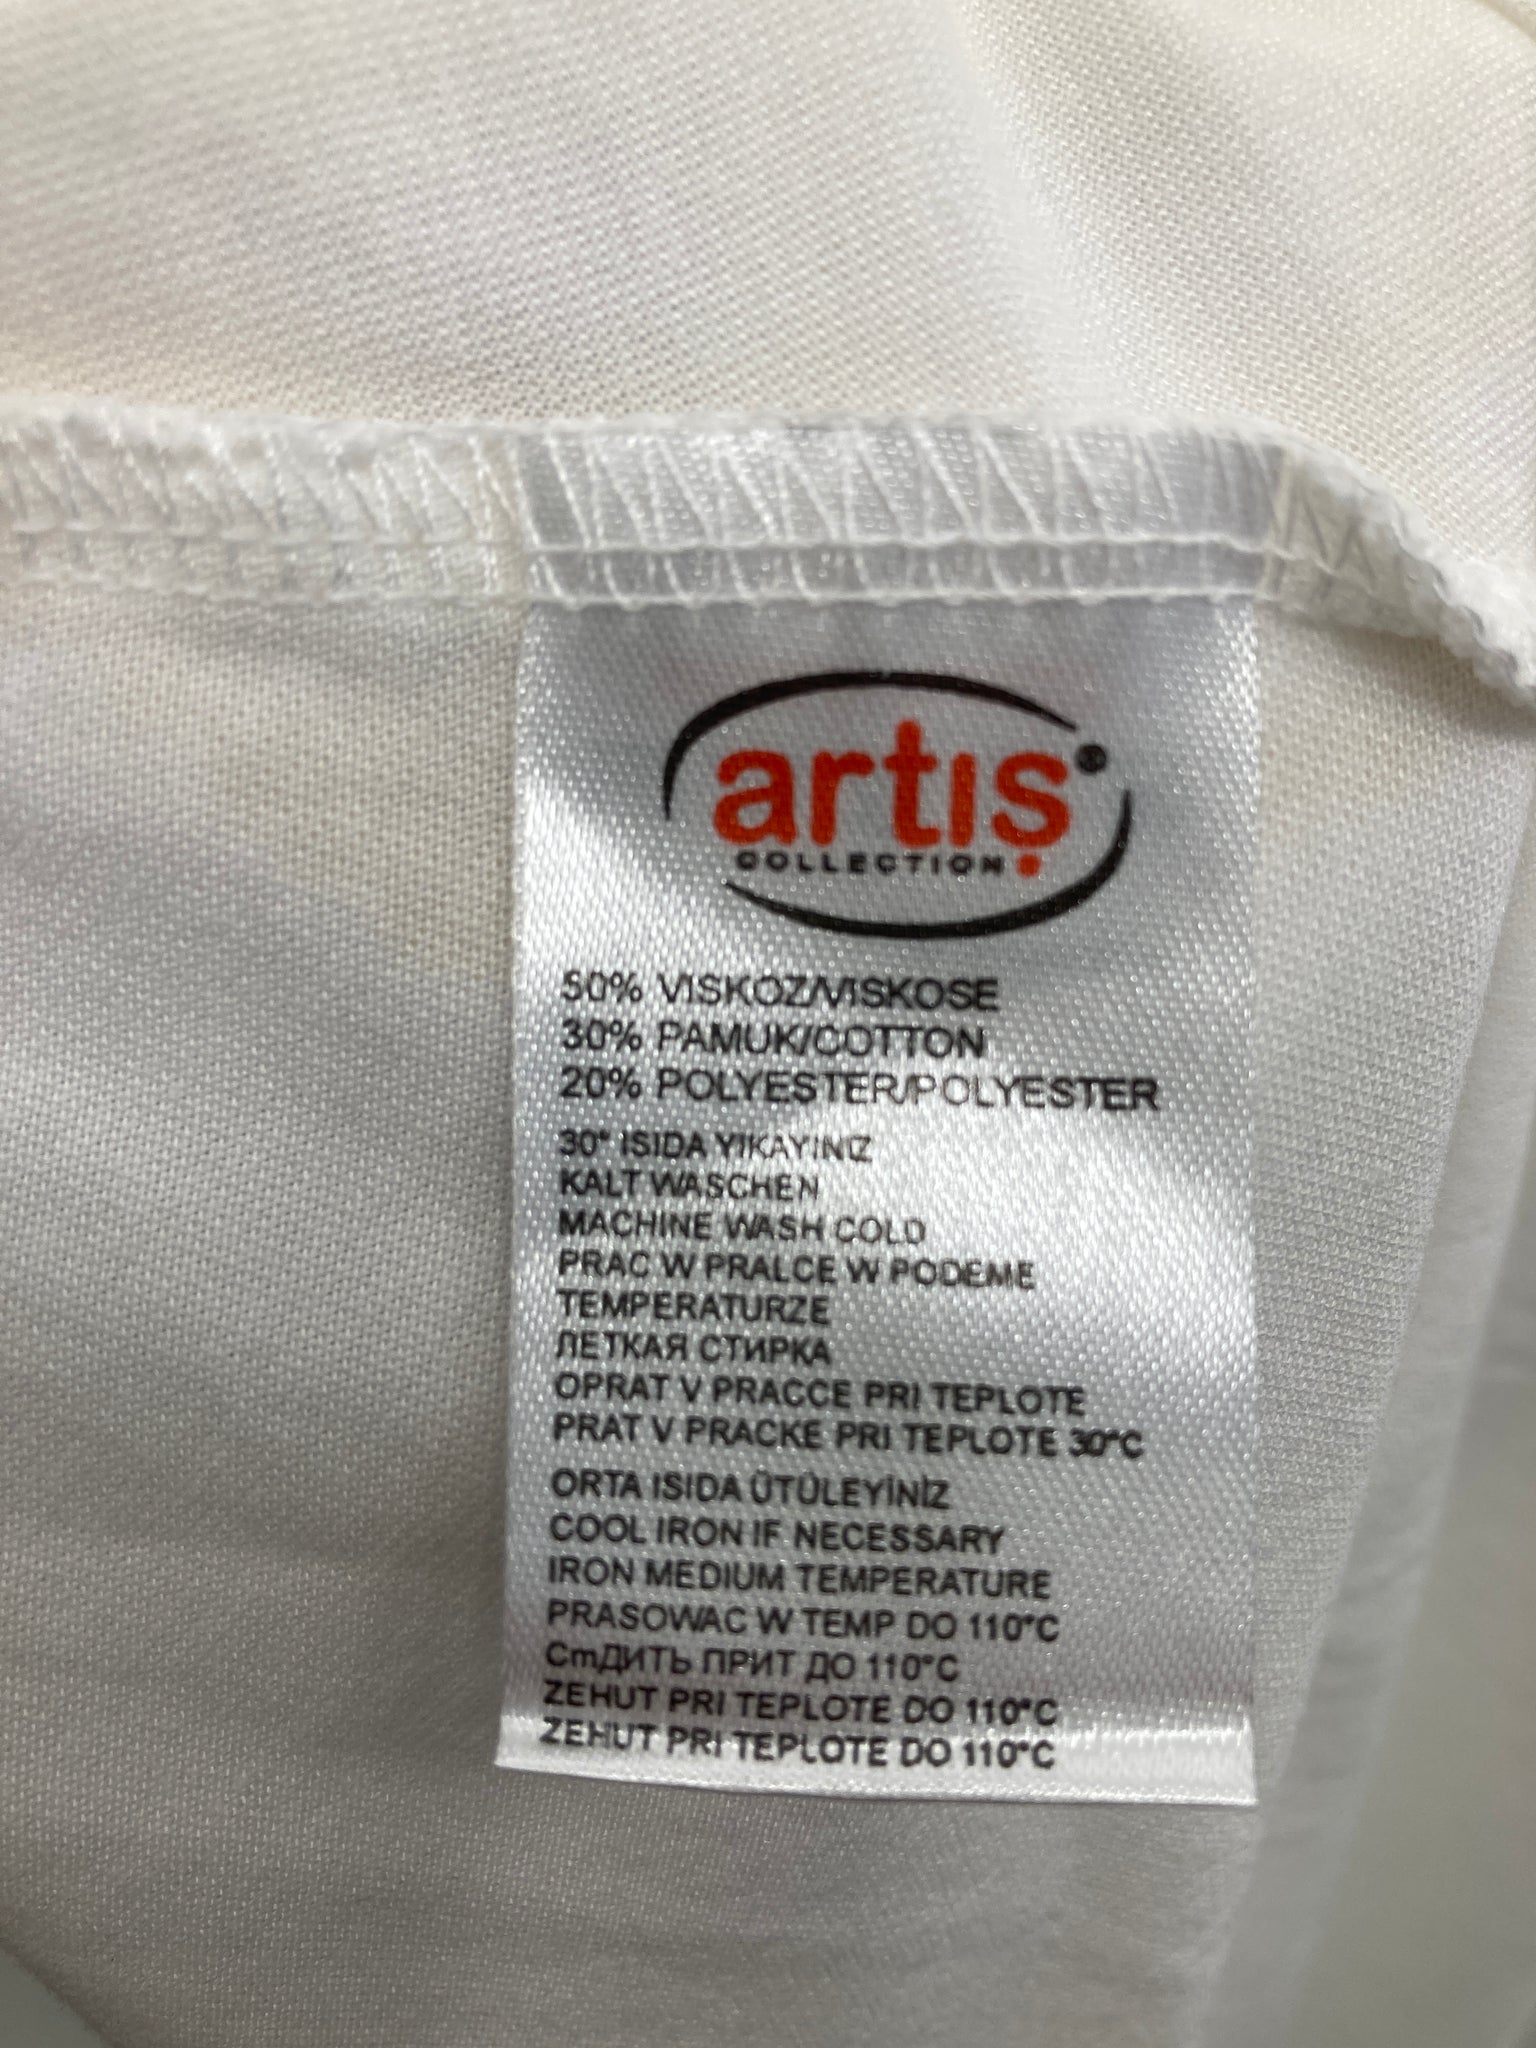 artış®
COLLECTION
50% VISKOZ/VISKOSE
30% PAMUK/COTTON
20% POLYESTER/POLYESTER
30° ISIDA YIKAYINIZ
KALT WASCHEN
MACHINE WASH COLD
PRAC W PRALCE W PODEME
TEMPERATURZE
ЛЕТКАЯ СТИРКА
OPRAT V PRACCE PRI TEPLOTE
PRAT V PRACKE PRI TEPLOTE 30°C
ORTA ISIDA ÜTÜLEYİNİZ
COOL IRON IF NECESSARY
IRON MEDIUM TEMPERATURE
PRASOWAC W TEMP DO 110°C
CmДИТЬ ПРИТ ДО 110°C
ZEHUT PRI TEPLOTE DO 110°C
ZEHUT PRI TEPLOTE DO 110°C